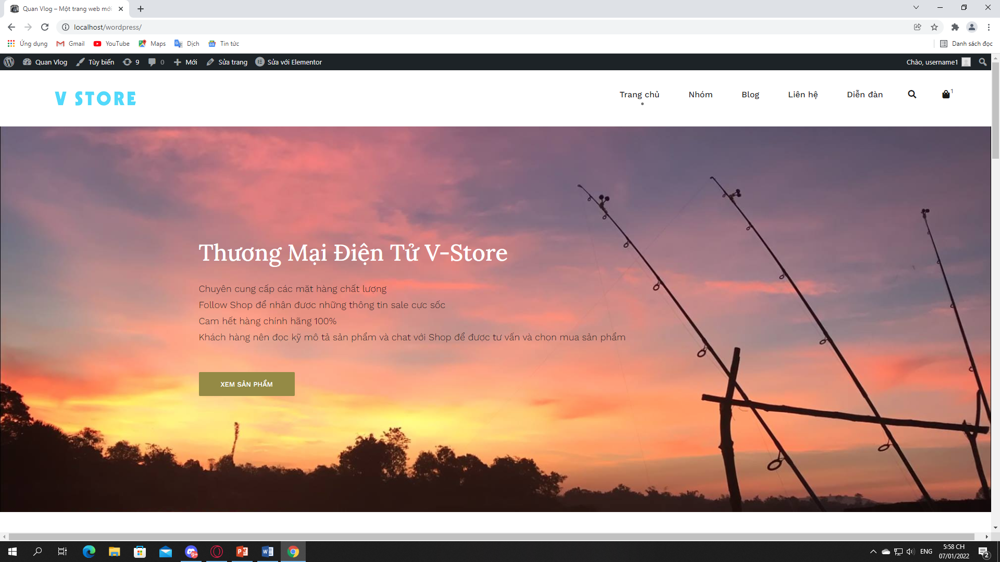 Quan Vlog – Một trang web mới
localhost/wordpress/
Ứng dụng
Gmail
YouTube
Maps
Dịch
Tin tức
Danh sách đọc
Quan Vlog
Tùy biến
9
0
Mới
Sửa trang
Sửa với Elementor
Chào, username1
V STORE
Trang chủ
Nhóm
Blog
Liên hệ
Diễn đàn
1
Thương Mại Điện Tử V-Store
Chuyên cung cấp các mặt hàng chất lượng
Follow Shop để nhận được những thông tin sale cực sốc
Cam hết hàng chính hãng 100%
Khách hàng nên đọc kỹ mô tả sản phẩm và chat với Shop để được tư vấn và chọn mua sản phẩm
XEM SẢN PHẨM
9+
ENG
5:58 CH
07/01/2022
2